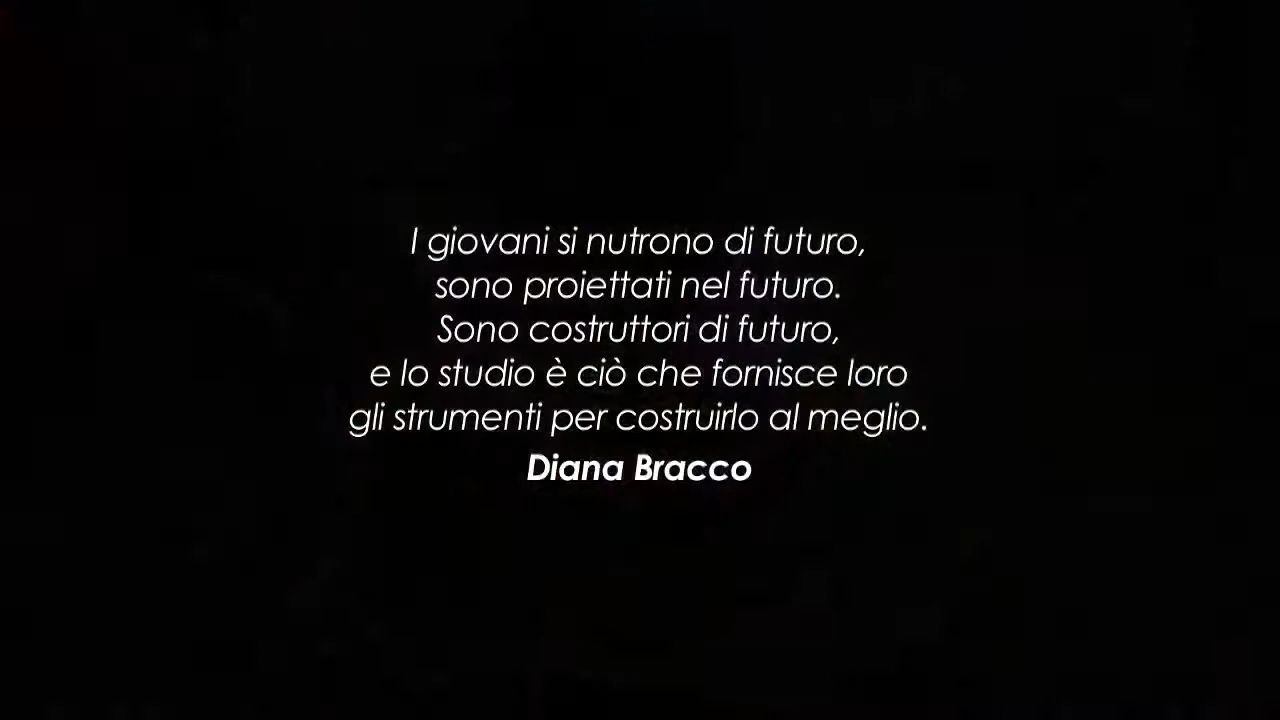 I giovani si nutrono di futuro,
sono proiettati nel futuro.
Sono costruttori di futuro,
e lo studio è ciò che fornisce loro
gli strumenti per costruirlo al meglio.
Diana Bracco